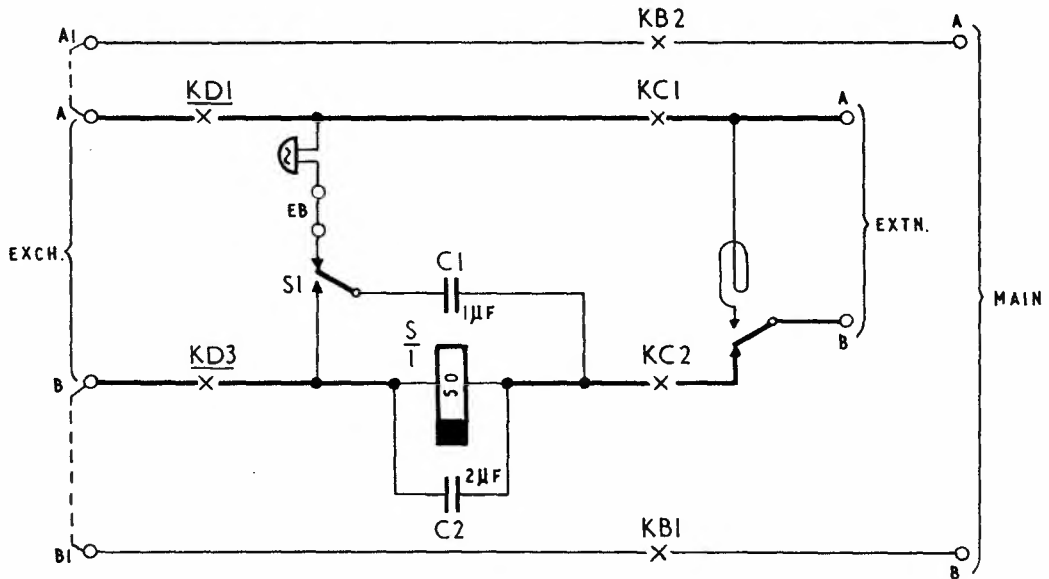 KB2
A1
A
KD1
KC1
A
A
EB
EXCH.
EXTN.
C1
S1
1µF
MAIN
S
1
B
KD3
B
KC2
50
2µF
C2
KB1
B1
B